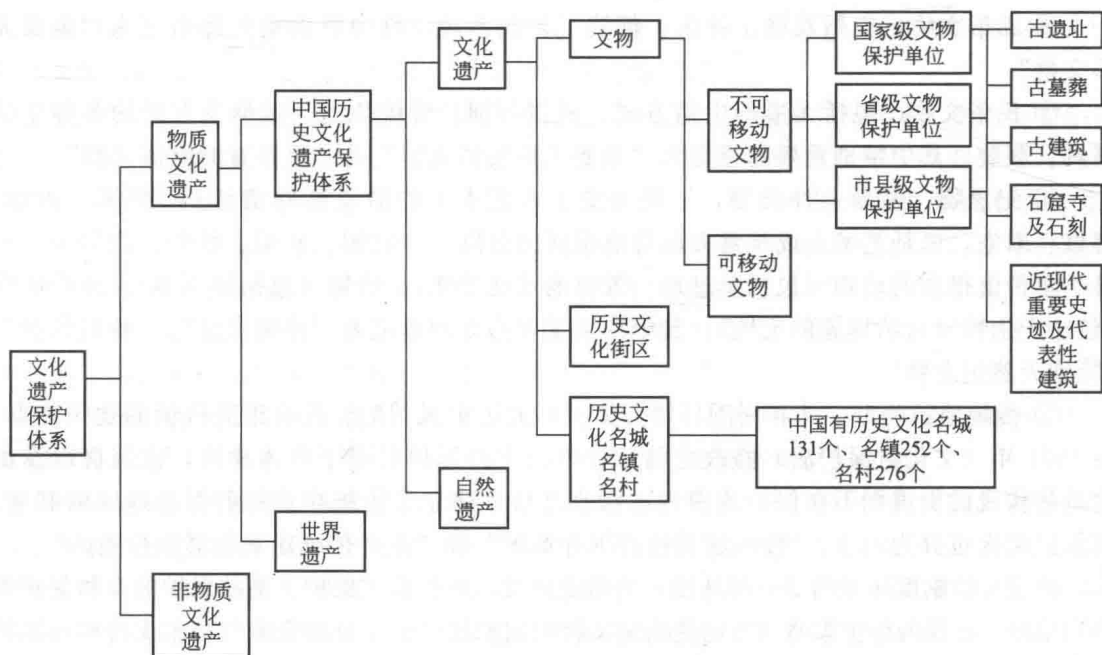 文化
遗产
保护
体系
物质
文化
遗产
非物质
文化
遗产
中国历
史文化
遗产保
护体系
世界
遗产
文化
遗产
自然
遗产
文物
历史文
化街区
历史文
化名城
名镇
名村
不可
移动
文物
可移动
文物
中国有历史文化名城
131个、名镇252个、
名村276个
国家级文物
保护单位
省级文物
保护单位
市县级文物
保护单位
古遗址
古墓葬
古建筑
石窟寺
及石刻
近现代
重要史
迹及代
表性
建筑